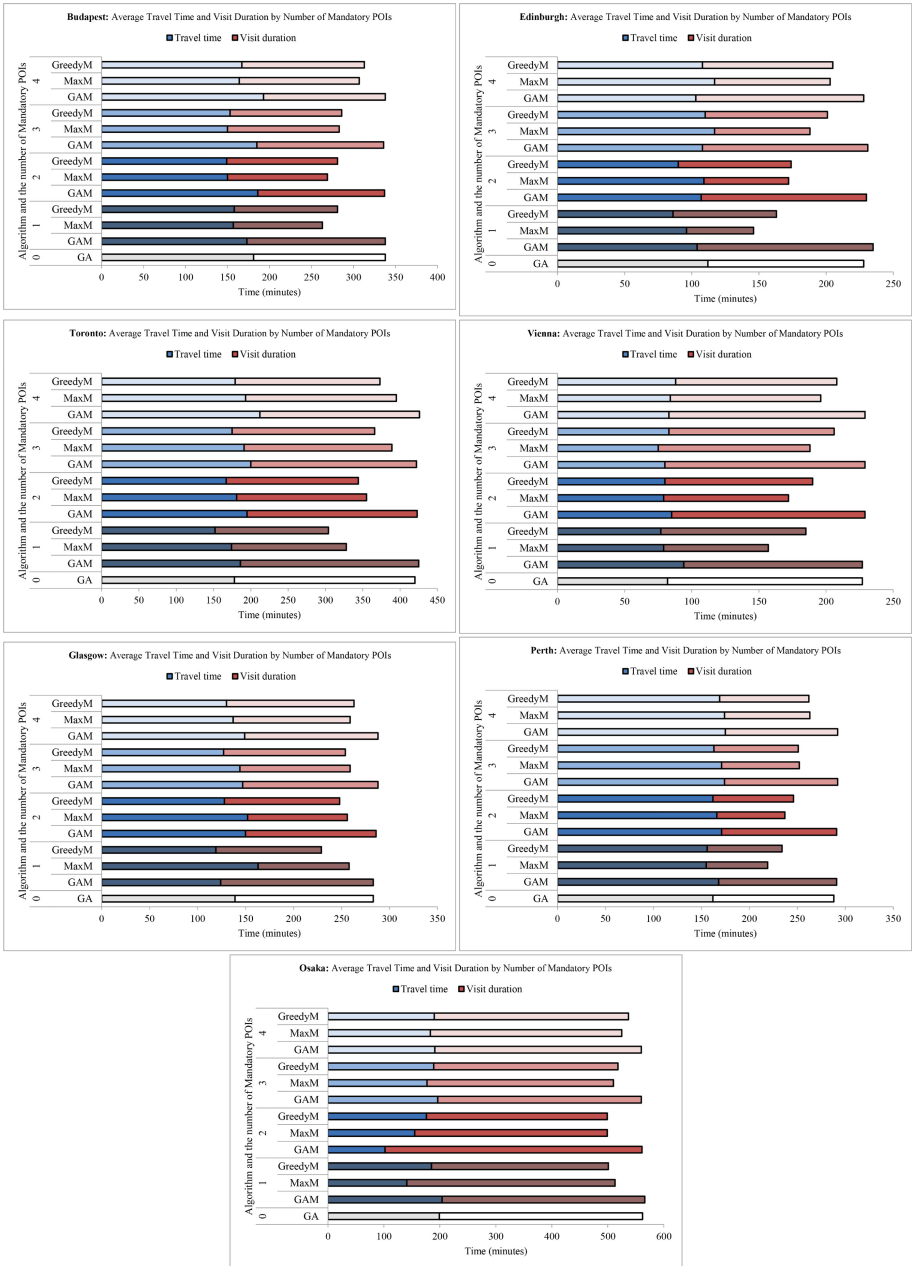 Budapest: Average Travel Time and Visit Duration by Number of Mandatory POIs
Travel time Visit duration
Algorithm and the number of Mandatory POIs
4
GreedyM
MaxM
GAM
3
GreedyM
MaxM
GAM
2
GreedyM
MaxM
GAM
1
GreedyM
MaxM
GAM
0
GA
0 50 100 150 200 250 300 350 400
Time (minutes)
Edinburgh: Average Travel Time and Visit Duration by Number of Mandatory POIs
Travel time Visit duration
Algorithm and the number of Mandatory POIs
4
GreedyM
MaxM
GAM
3
GreedyM
MaxM
GAM
2
GreedyM
MaxM
GAM
1
GreedyM
MaxM
GAM
0
GA
0 50 100 150 200 250
Time (minutes)
Toronto: Average Travel Time and Visit Duration by Number of Mandatory POIs
Travel time Visit duration
Algorithm and the number of Mandatory POIs
4
GreedyM
MaxM
GAM
3
GreedyM
MaxM
GAM
2
GreedyM
MaxM
GAM
1
GreedyM
MaxM
GAM
0
GA
0 50 100 150 200 250 300 350 400 450
Time (minutes)
Vienna: Average Travel Time and Visit Duration by Number of Mandatory POIs
Travel time Visit duration
Algorithm and the number of Mandatory POIs
4
GreedyM
MaxM
GAM
3
GreedyM
MaxM
GAM
2
GreedyM
MaxM
GAM
1
GreedyM
MaxM
GAM
0
GA
0 50 100 150 200 250
Time (minutes)
Glasgow: Average Travel Time and Visit Duration by Number of Mandatory POIs
Travel time Visit duration
Algorithm and the number of Mandatory POIs
4
GreedyM
MaxM
GAM
3
GreedyM
MaxM
GAM
2
GreedyM
MaxM
GAM
1
GreedyM
MaxM
GAM
0
GA
0 50 100 150 200 250 300 350
Time (minutes)
Perth: Average Travel Time and Visit Duration by Number of Mandatory POIs
Travel time Visit duration
Algorithm and the number of Mandatory POIs
4
GreedyM
MaxM
GAM
3
GreedyM
MaxM
GAM
2
GreedyM
MaxM
GAM
1
GreedyM
MaxM
GAM
0
GA
0 50 100 150 200 250 300 350
Time (minutes)
Osaka: Average Travel Time and Visit Duration by Number of Mandatory POIs
Travel time Visit duration
Algorithm and the number of Mandatory POIs
4
GreedyM
MaxM
GAM
3
GreedyM
MaxM
GAM
2
GreedyM
MaxM
GAM
1
GreedyM
MaxM
GAM
0
GA
0 100 200 300 400 500 600
Time (minutes)